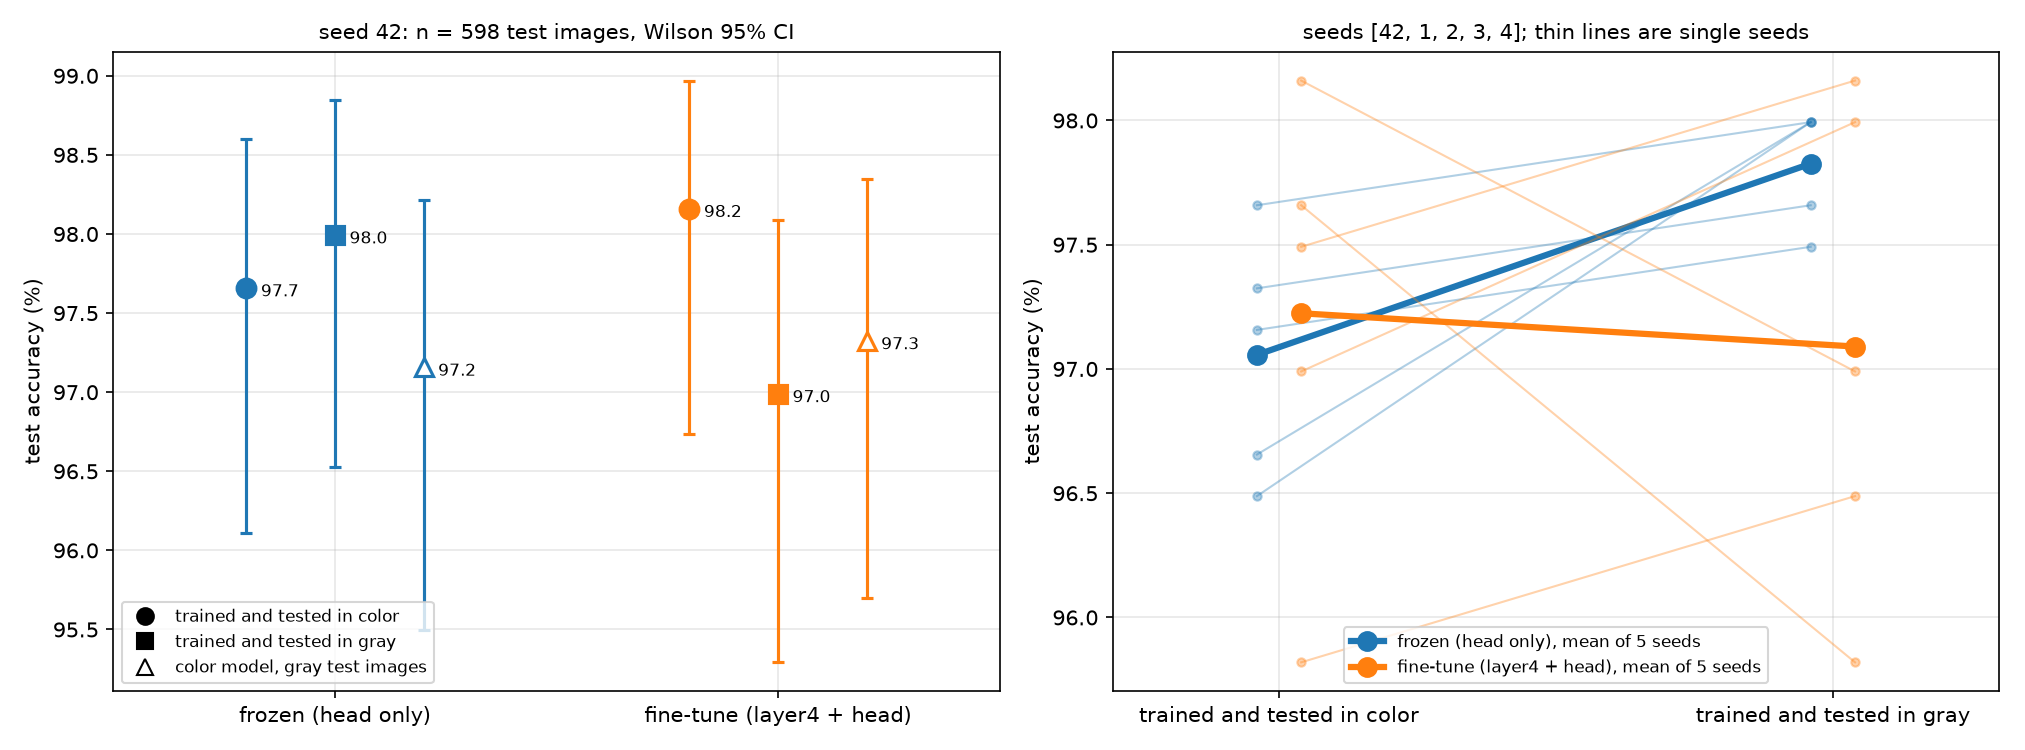 seed 42: n = 598 test images, Wilson 95% CI
test accuracy (%)
99.0
98.5
98.0
97.5
97.0
96.5
96.0
95.5
97.7
98.0
97.2
98.2
97.0
97.3
trained and tested in color
trained and tested in gray
color model, gray test images
frozen (head only)
fine-tune (layer4 + head)
seeds [42, 1, 2, 3, 4]; thin lines are single seeds
test accuracy (%)
98.0
97.5
97.0
96.5
96.0
frozen (head only), mean of 5 seeds
fine-tune (layer4 + head), mean of 5 seeds
trained and tested in color
trained and tested in gray